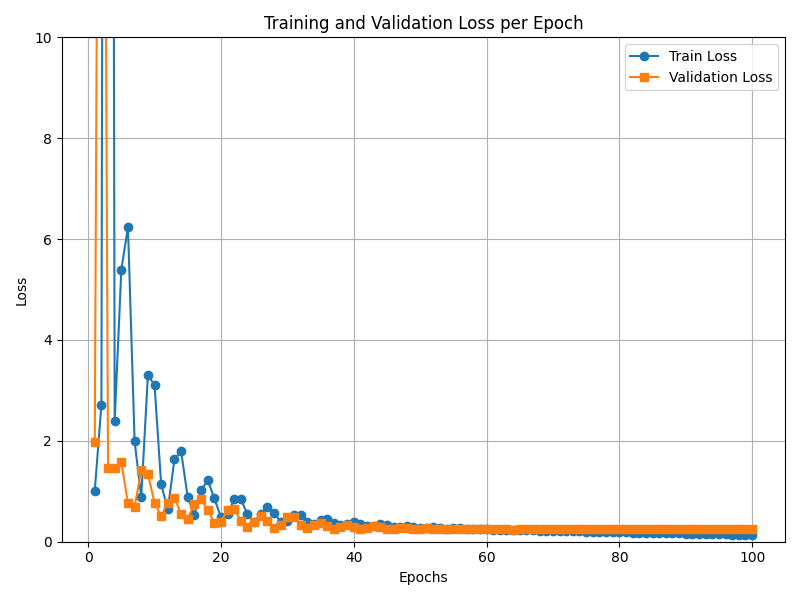 Training and Validation Loss per Epoch
Train Loss
Validation Loss
Loss
10
8
6
4
2
0
0 20 40 60 80 100
Epochs